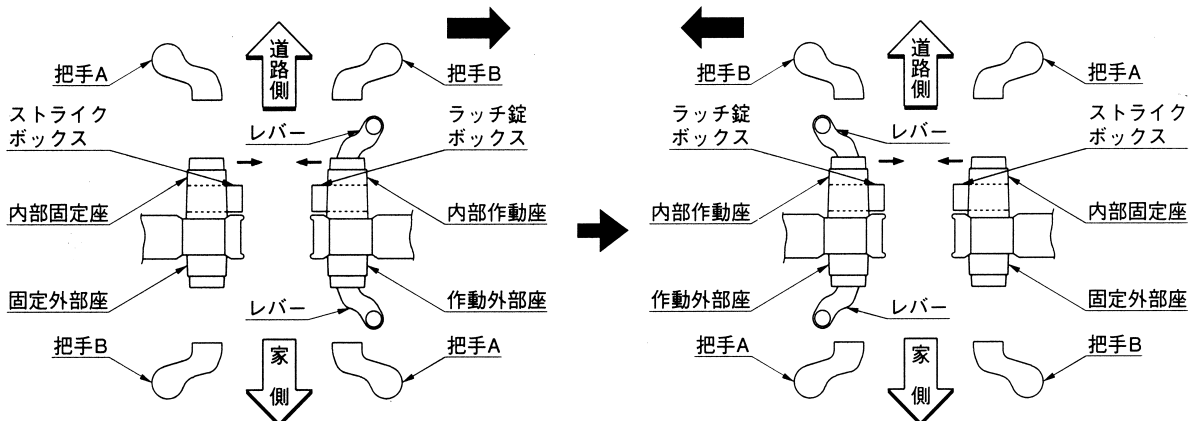 道路側
把手A
把手B
ストライク
ボックス
レバー
ラッチ錠
ボックス
内部固定座
内部作動座
固定外部座
レバー
作動外部座
把手B
家側
把手A
道路側
把手B
把手A
ラッチ錠
ボックス
レバー
ストライク
ボックス
内部作動座
内部固定座
作動外部座
レバー
固定外部座
把手A
家側
把手B